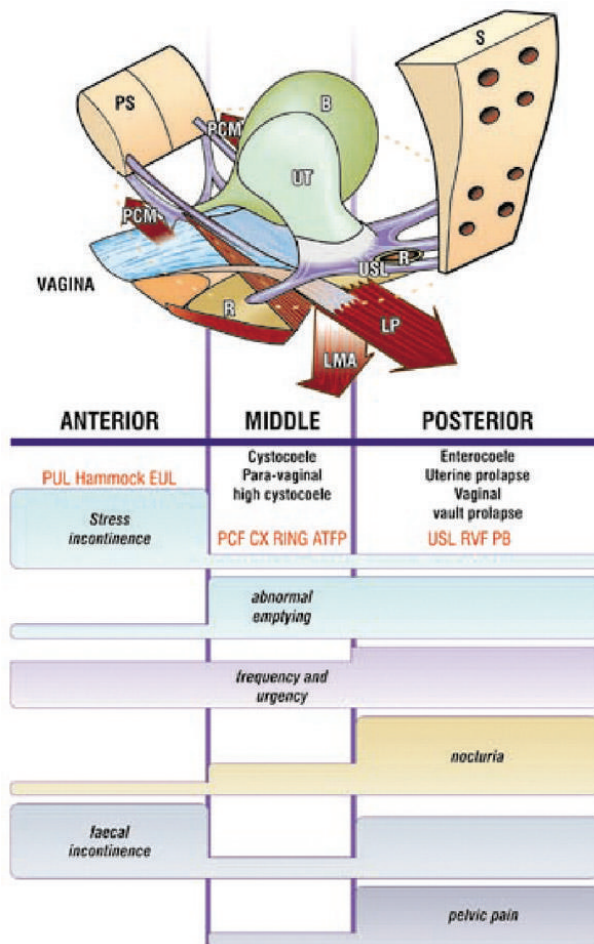 S
PS
B
PCM
UT
PCM
USL
R
VAGINA
R
LP
LMA
ANTERIOR
MIDDLE
POSTERIOR
PUL Hammock EUL
Cystocoele
Para-vaginal
high cystocoele
Enterocoele
Uterine prolapse
Vaginal
vault prolapse
Stress
incontinence
PCF CX RING ATFP
USL RVF PB
abnormal
emptying
frequency and
urgency
nocturia
faecal
incontinence
pelvic pain